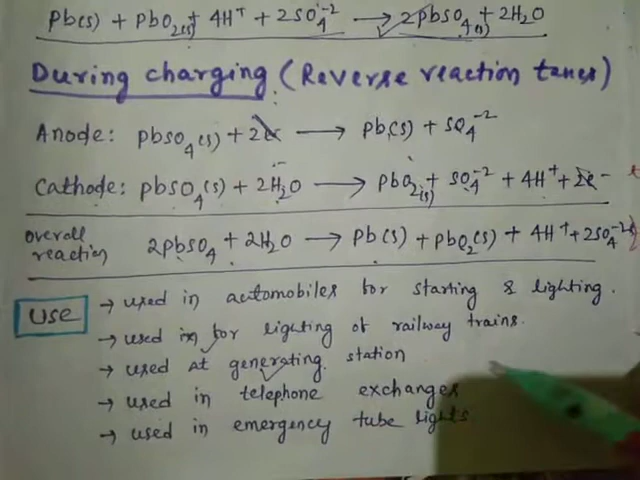 Pb(s) + PbO2(s) + 4H+ + 2SO4-2 → 2PbSO4(s) + 2H2O
During charging (Reverse reaction takes)
Anode: PbSO4(s) + 2e- → Pb(s) + SO4-2
Cathode: PbSO4(s) + 2H2O → PbO2(s) + SO4-2 + 4H+ + 2e-
overall reaction 2PbSO4 + 2H2O → Pb(s) + PbO2(s) + 4H+ + 2SO4-2
USE → used in automobiles for starting & lighting.
→ used in for lighting of railway trains.
→ used at generating station
→ used in telephone exchanges
→ used in emergency tube lights.